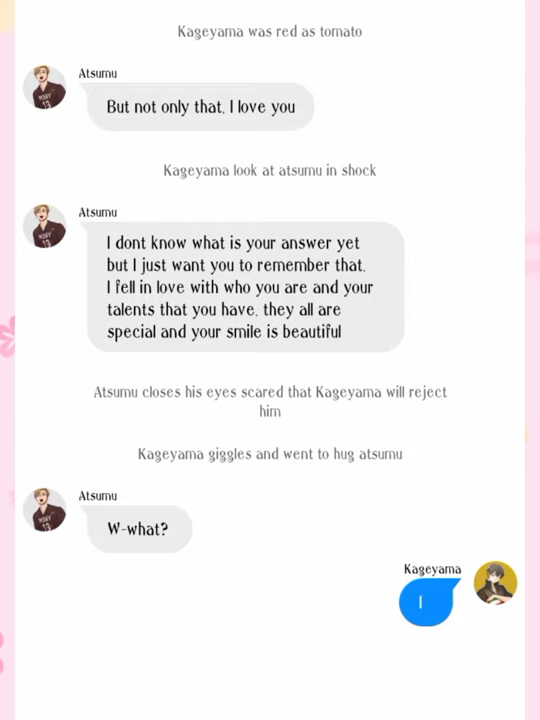 Kageyama was red as tomato
Atsumu
But not only that, I love you
Kageyama look at atsumu in shock
Atsumu
I dont know what is your answer yet
but I just want you to remember that.
I fell in love with who you are and your
talents that you have, they all are
special and your smile is beautiful
Atsumu closes his eyes scared that Kageyama will reject
him
Kageyama giggles and went to hug atsumu
Atsumu
W-what?
Kageyama
I